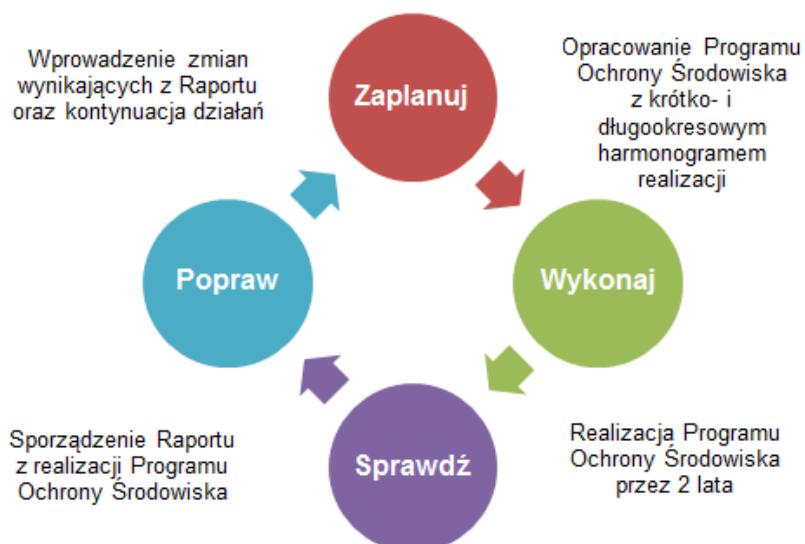 Zaplanuj
Opracowanie Programu
Ochrony Środowiska
z krótko- i
długookresowym
harmonogramem
realizacji
Wykonaj
Realizacja Programu
Ochrony Środowiska
przez 2 lata
Sprawdź
Sporządzenie Raportu
z realizacji Programu
Ochrony Środowiska
Popraw
Wprowadzenie zmian
wynikających z Raportu
oraz kontynuacja działań